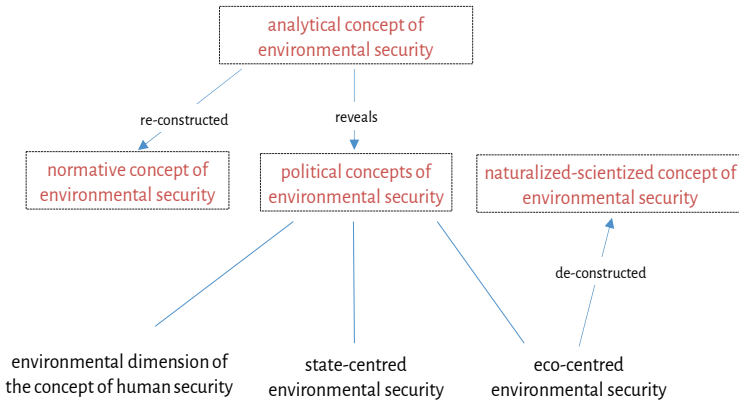 analytical concept of
environmental security
re-constructed
reveals
normative concept of
environmental security
political concepts of
environmental security
naturalized-scientized concept of
environmental security
de-constructed
environmental dimension of
the concept of human security
state-centred
environmental security
eco-centred
environmental security